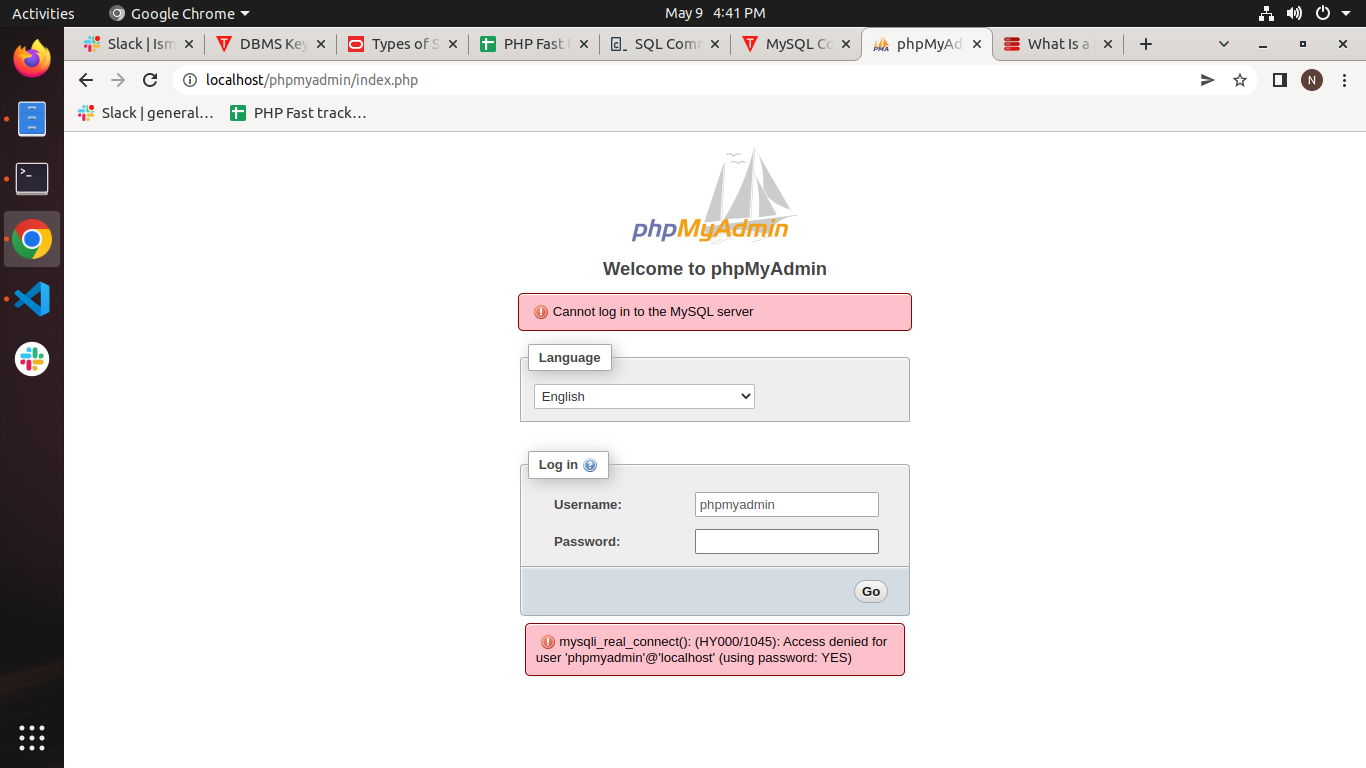 Activities
Google Chrome
May 9 4:41 PM
Slack | Ism
DBMS Key
Types of S
PHP Fast
SQL Com
MySQL Co
phpMyAd
What Is a
localhost/phpmyadmin/index.php
N
Slack | general...
PHP Fast track...
PMA
phpMyAdmin
Welcome to phpMyAdmin
Cannot log in to the MySQL server
Language
English
Log in
Username:
phpmyadmin
Password:
Go
mysqli_real_connect(): (HY000/1045): Access denied for
user 'phpmyadmin'@'localhost' (using password: YES)